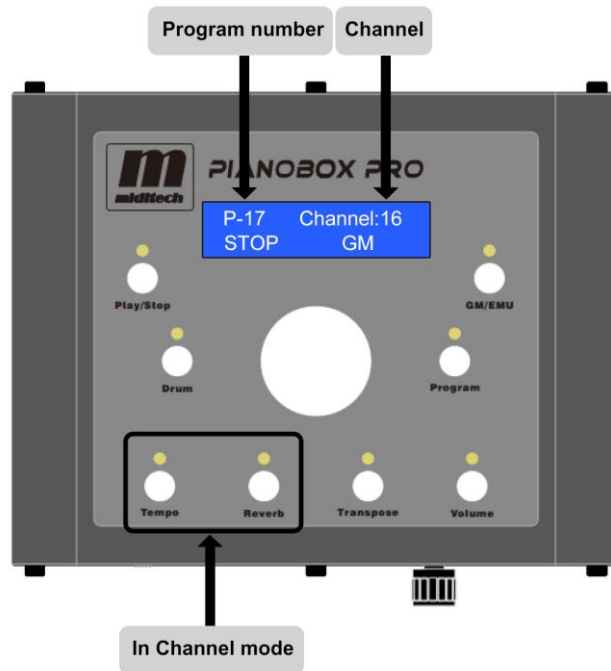 Program number Channel
m
miditech
PIANOBOX PRO
P-17 Channel:16
STOP GM
Play/Stop GM/EMU
Drum Program
Tempo Reverb Transpose Volume
In Channel mode